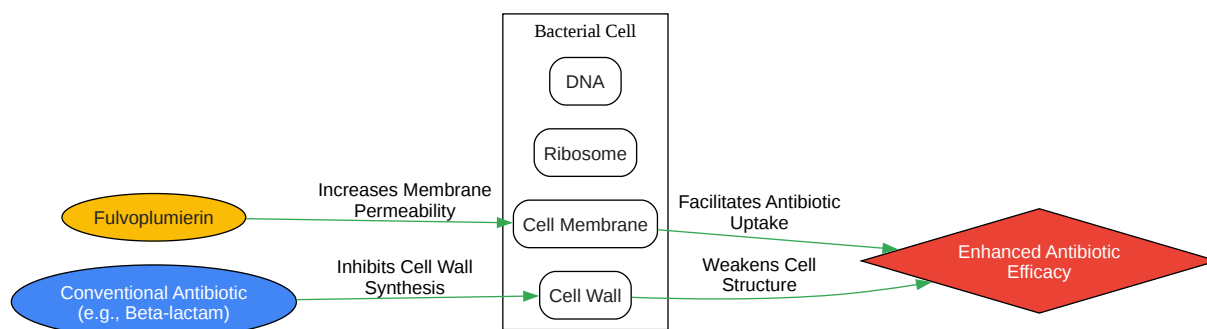 Bacterial Cell
DNA
Ribosome
Increases Membrane
Permeability
Fulvoplumierin
Cell Membrane
Facilitates Antibiotic
Uptake
Enhanced Antibiotic
Efficacy
Inhibits Cell Wall
Synthesis
Conventional Antibiotic
(e.g., Beta-lactam)
Cell Wall
Weakens Cell
Structure